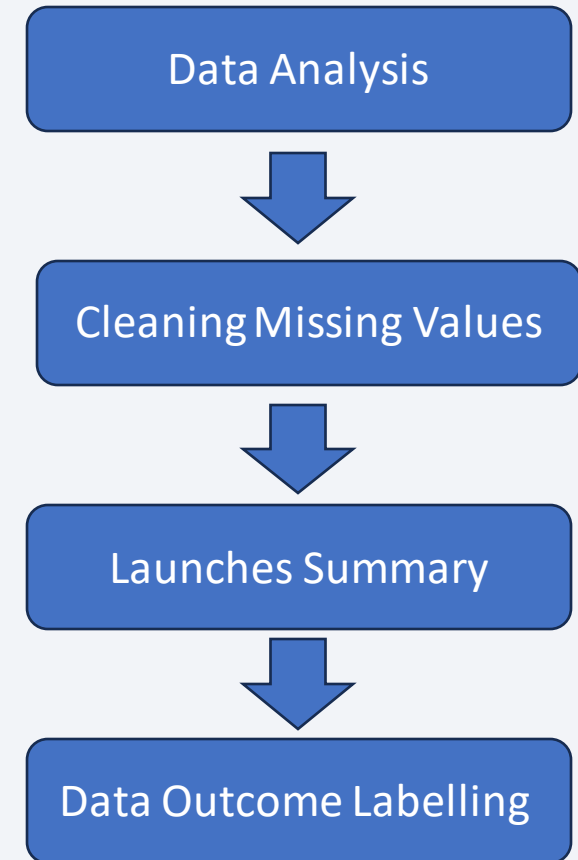 Data Analysis
Cleaning Missing Values
Launches Summary
Data Outcome Labelling